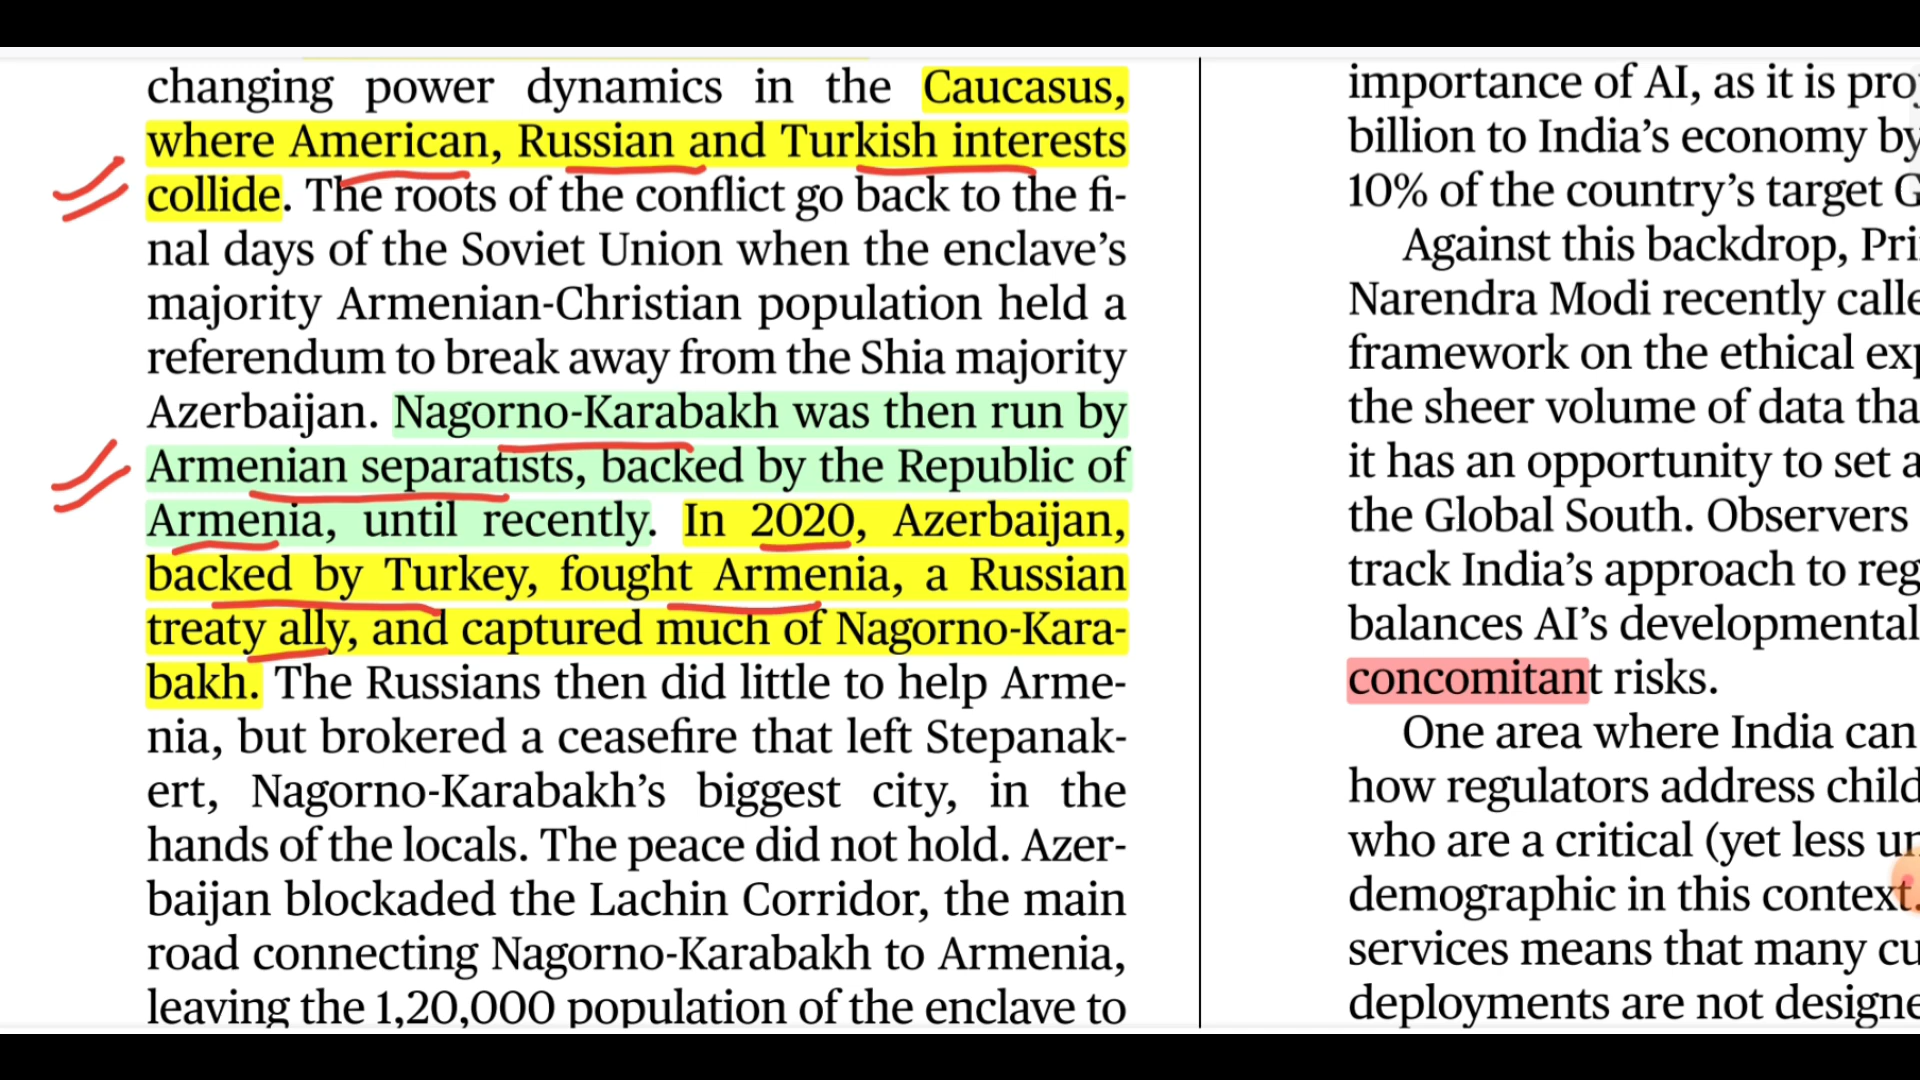 changing power dynamics in the Caucasus,
where American, Russian and Turkish interests
collide. The roots of the conflict go back to the fi-
nal days of the Soviet Union when the enclave’s
majority Armenian-Christian population held a
referendum to break away from the Shia majority
Azerbaijan. Nagorno-Karabakh was then run by
Armenian separatists, backed by the Republic of
Armenia, until recently. In 2020, Azerbaijan,
backed by Turkey, fought Armenia, a Russian
treaty ally, and captured much of Nagorno-Kara-
bakh. The Russians then did little to help Arme-
nia, but brokered a ceasefire that left Stepanak-
ert, Nagorno-Karabakh’s biggest city, in the
hands of the locals. The peace did not hold. Azer-
baijan blockaded the Lachin Corridor, the main
road connecting Nagorno-Karabakh to Armenia,
leaving the 1,20,000 population of the enclave to
importance of AI, as it is
billion to India’s economy by
10% of the country’s target
Against this backdrop,
Narendra Modi recently
framework on the ethical
the sheer volume of data
it has an opportunity to set a
the Global South. Observers
track India’s approach to
balances AI’s developmental
concomitant risks.
One area where India can
how regulators address
who are a critical (yet less
demographic in this context.
services means that many
deployments are not